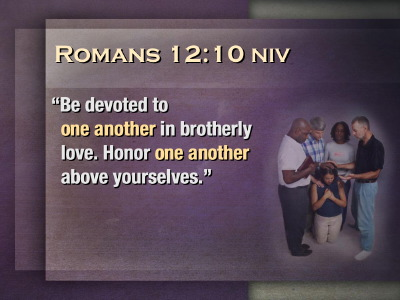 Romans 12:10 NIV
“Be devoted to
one another in brotherly
love. Honor one another
above yourselves.”